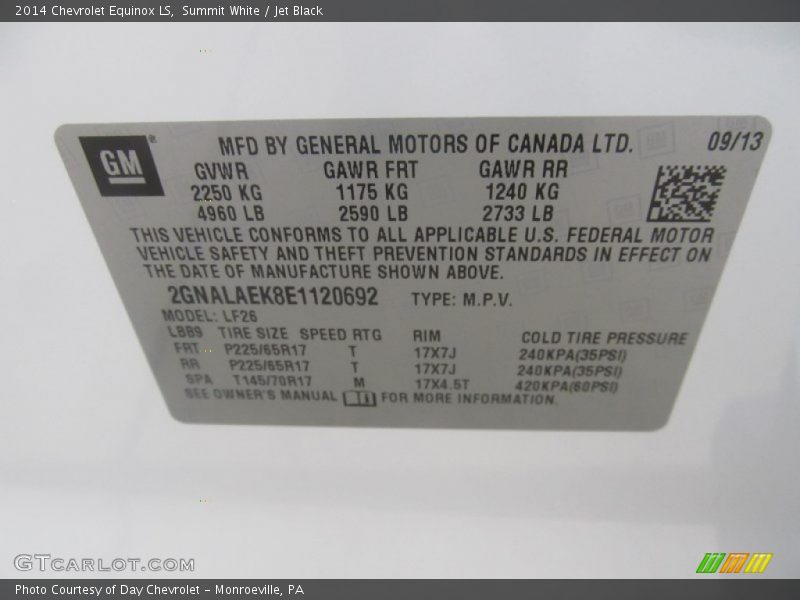 2014 Chevrolet Equinox LS,  Summit White / Jet Black
GM® MFD BY GENERAL MOTORS OF CANADA LTD. 09/13
GVWR GAWR FRT GAWR RR
2250 KG 1175 KG 1240 KG
4960 LB 2590 LB 2733 LB
THIS VEHICLE CONFORMS TO ALL APPLICABLE U.S. FEDERAL MOTOR
VEHICLE SAFETY AND THEFT PREVENTION STANDARDS IN EFFECT ON
THE DATE OF MANUFACTURE SHOWN ABOVE.
2GNALAEK8E1120692 TYPE: M.P.V.
MODEL: LF26
LBB9 TIRE SIZE SPEED RTG RIM COLD TIRE PRESSURE
FRT P225/65R17 T 17X7J 240KPA(35PSI)
RR P225/65R17 T 17X7J 240KPA(35PSI)
SPA T145/70R17 M 17X4.5T 420KPA(60PSI)
SEE OWNER'S MANUAL FOR MORE INFORMATION.
GTCARLOT.COM
Photo Courtesy of Day Chevrolet – Monroeville, PA